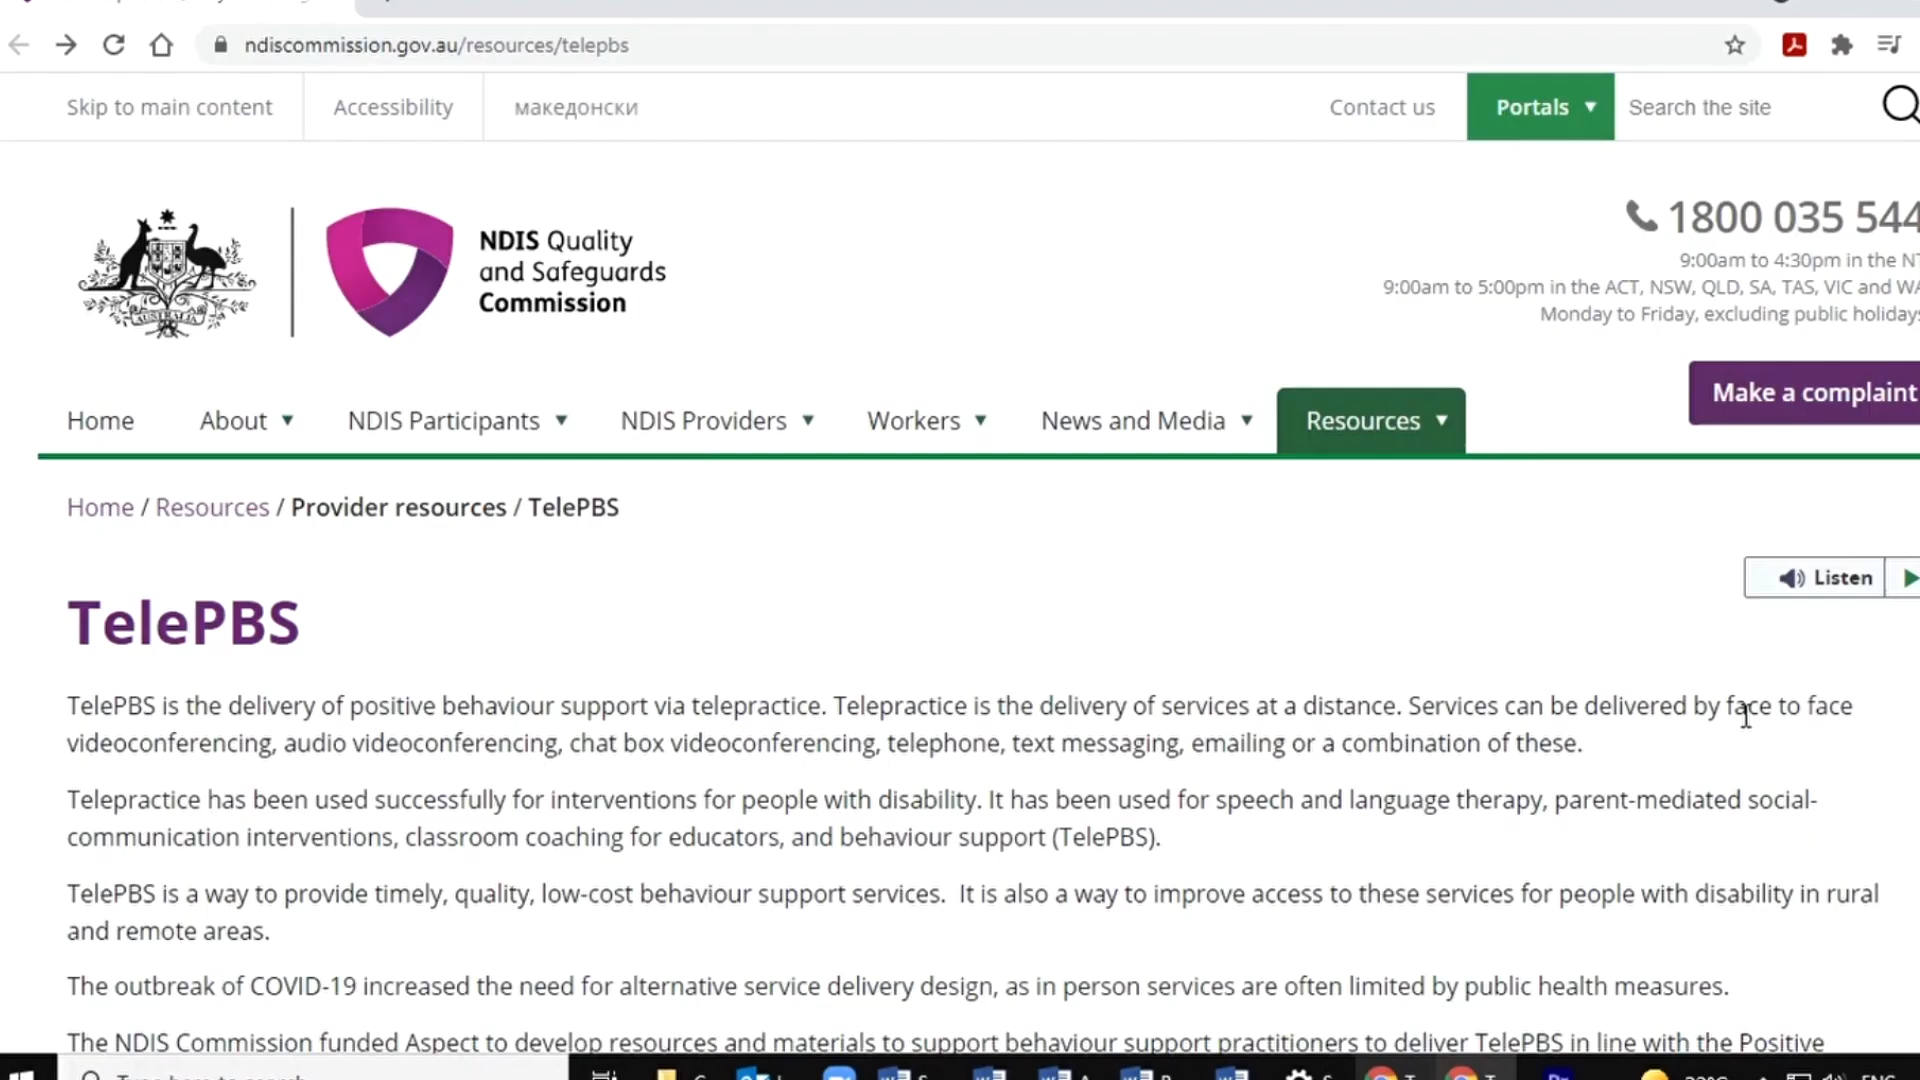 ndiscommission.gov.au/resources/telepbs
Skip to main content
Accessibility
македонски
Contact us
Portals
Search the site
AUSTRALIA
NDIS Quality
and Safeguards
Commission
1800 035 544
9:00am to 4:30pm in the NT
9:00am to 5:00pm in the ACT, NSW, QLD, SA, TAS, VIC and WA
Monday to Friday, excluding public holidays
Make a complaint
Home
About
NDIS Participants
NDIS Providers
Workers
News and Media
Resources
Home / Resources / Provider resources / TelePBS
Listen
TelePBS
TelePBS is the delivery of positive behaviour support via telepractice. Telepractice is the delivery of services at a distance. Services can be delivered by face to face
videoconferencing, audio videoconferencing, chat box videoconferencing, telephone, text messaging, emailing or a combination of these.
Telepractice has been used successfully for interventions for people with disability. It has been used for speech and language therapy, parent-mediated social-
communication interventions, classroom coaching for educators, and behaviour support (TelePBS).
TelePBS is a way to provide timely, quality, low-cost behaviour support services.  It is also a way to improve access to these services for people with disability in rural
and remote areas.
The outbreak of COVID-19 increased the need for alternative service delivery design, as in person services are often limited by public health measures.
The NDIS Commission funded Aspect to develop resources and materials to support behaviour support practitioners to deliver TelePBS in line with the Positive
Type here to search